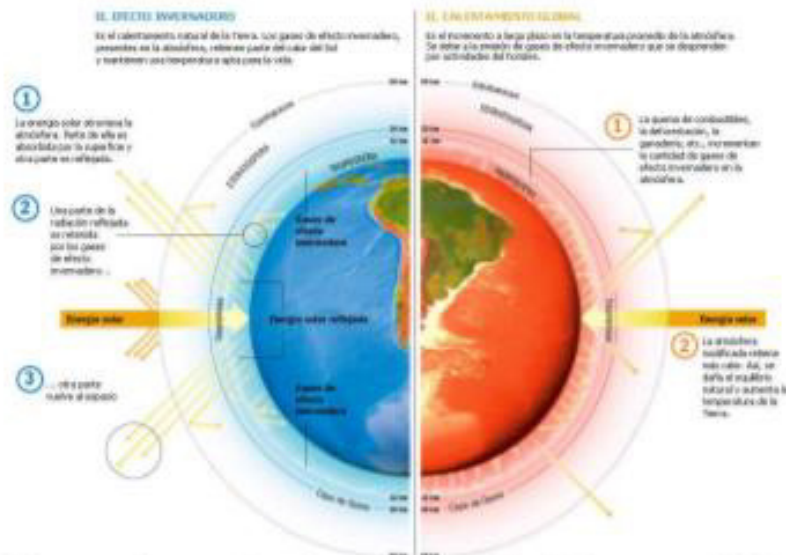 EL EFECTO INVERNADERO
Es el calentamiento natural de la Tierra. Los gases de efecto invernadero,
presentes en la atmósfera, retienen parte del calor del Sol
y mantienen una temperatura apta para la vida.
1
La energía solar atraviesa la
atmósfera. Parte de ella es
absorbida por la superficie y
otra parte es reflejada.
2
Una parte de la
radiación reflejada
es retenida
por los gases
de efecto
invernadero ...
Energía solar
3
... otra parte
vuelve al espacio
Gases de
efecto
invernadero
Energía solar reflejada
Gases de
efecto
invernadero
Capa de Ozono
EL CALENTAMIENTO GLOBAL
Es el incremento a largo plazo en la temperatura promedio de la atmósfera.
Se debe a la emisión de gases de efecto invernadero que se desprenden
por actividades del hombre.
1
La quema de combustibles,
la deforestación, la
ganadería, etc., incrementan
la cantidad de gases de
efecto invernadero en la
atmósfera.
Energía solar
2
La atmósfera
modificada retiene
más calor. Así, se
daña el equilibrio
natural y aumenta la
temperatura de la
Tierra.
Capa de Ozono